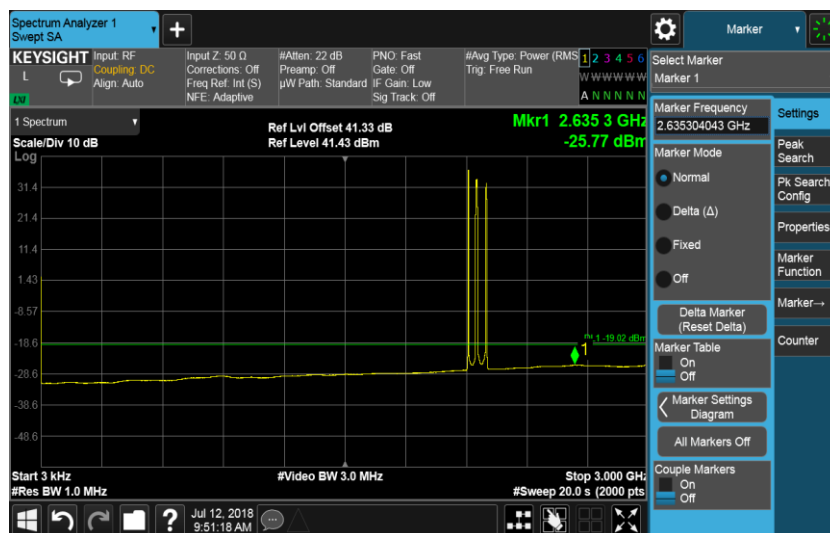 Spectrum Analyzer 1
Swept SA
Marker
KEYSIGHT
L
LXI
Input: RF
Coupling: DC
Align: Auto
Input Z: 50 Ω
Corrections: Off
Freq Ref: Int (S)
NFE: Adaptive
#Atten: 22 dB
Preamp: Off
µW Path: Standard
PNO: Fast
Gate: Off
IF Gain: Low
Sig Track: Off
#Avg Type: Power (RMS
Trig: Free Run
1 2 3 4 5 6
W W W W W W
A N N N N N
Select Marker
Marker 1
1 Spectrum
Scale/Div 10 dB
Log
Ref Lvl Offset 41.33 dB
Ref Level 41.43 dBm
Mkr1 2.635 3 GHz
-25.77 dBm
31.4
21.4
11.4
1.43
-8.57
-18.6
-28.6
-38.6
-48.6
DL1 -19.02 dBm
1
Start 3 kHz
#Res BW 1.0 MHz
#Video BW 3.0 MHz
Stop 3.000 GHz
#Sweep 20.0 s (2000 pts
Marker Frequency
2.635304043 GHz
Marker Mode
Normal
Delta (Δ)
Fixed
Off
Delta Marker
(Reset Delta)
Marker Table
On
Off
Marker Settings
Diagram
All Markers Off
Couple Markers
On
Off
Settings
Peak
Search
Pk Search
Config
Properties
Marker
Function
Marker→
Counter
?
Jul 12, 2018
9:51:18 AM